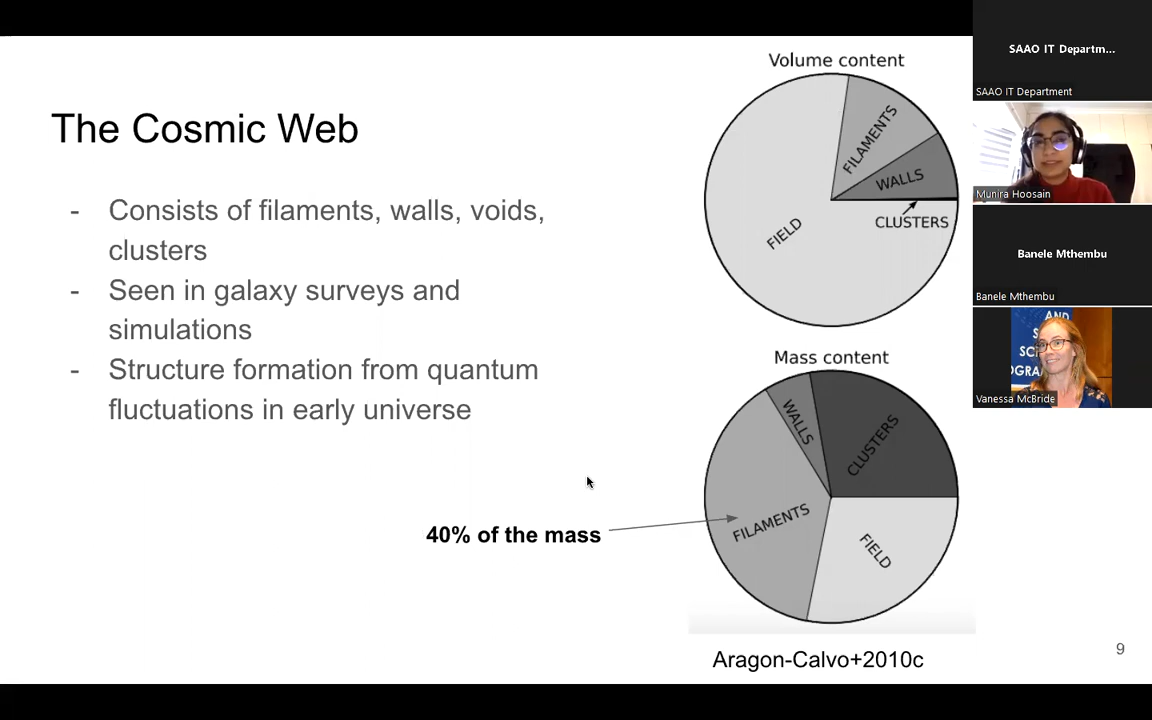 The Cosmic Web
- Consists of filaments, walls, voids,
clusters
- Seen in galaxy surveys and
simulations
- Structure formation from quantum
fluctuations in early universe
40% of the mass
Volume content
FILAMENTS
WALLS
CLUSTERS
FIELD
Mass content
WALLS
CLUSTERS
FILAMENTS
FIELD
Aragon-Calvo+2010c
9
SAAO IT Departm...
SAAO IT Department
Munira Hoosain
Banele Mthembu
Banele Mthembu
AND
Vanessa McBride